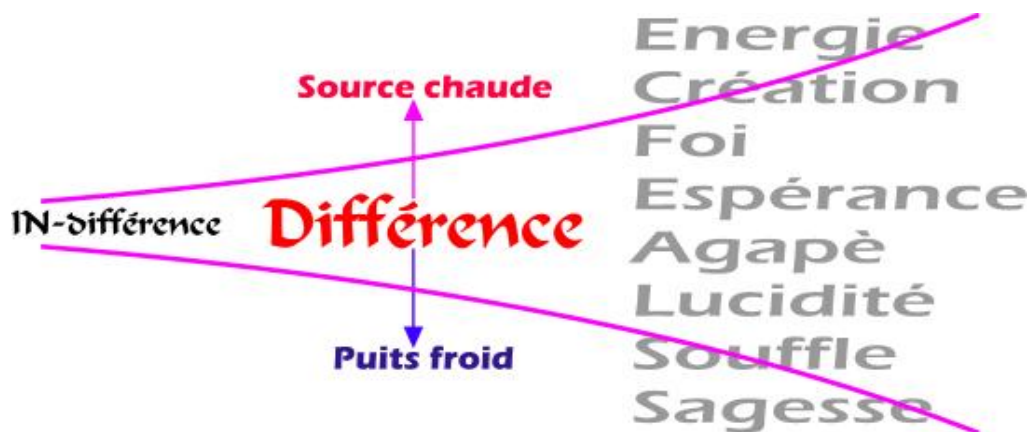 Source chaude
IN-différence
Différence
Puits froid
Energie
Création
Foi
Espérance
Agapè
Lucidité
Souffle
Sagesse